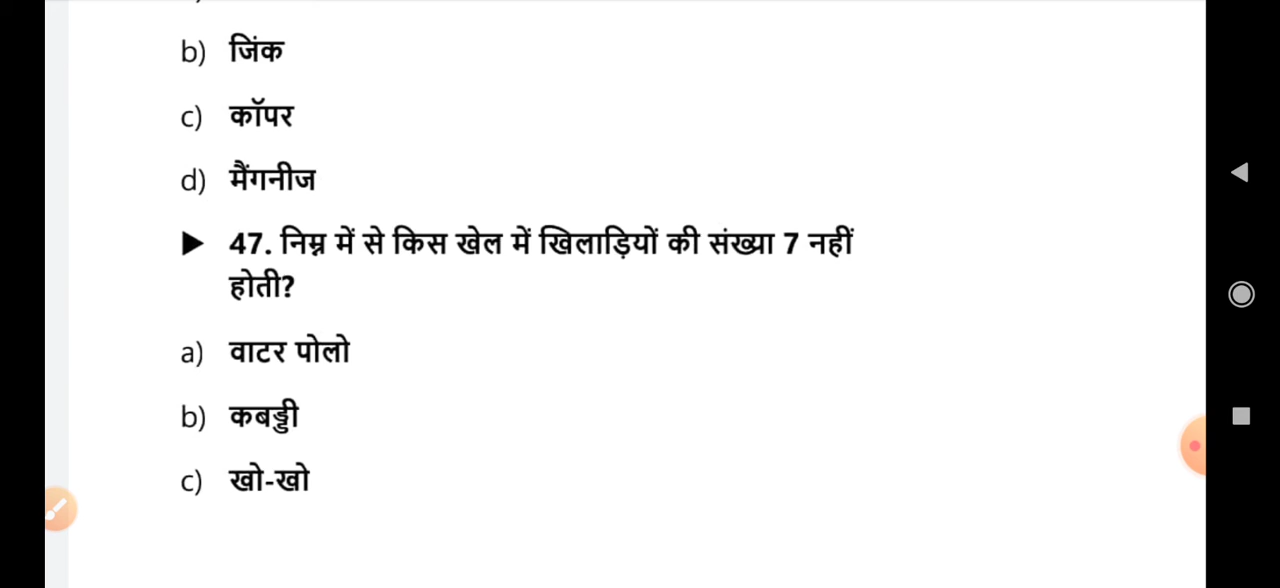 b) जिंक
c) कॉपर
d) मैंगनीज
▶ 47. निम्न में से किस खेल में खिलाड़ियों की संख्या 7 नहीं
होती?
a) वाटर पोलो
b) कबड्डी
c) खो-खो